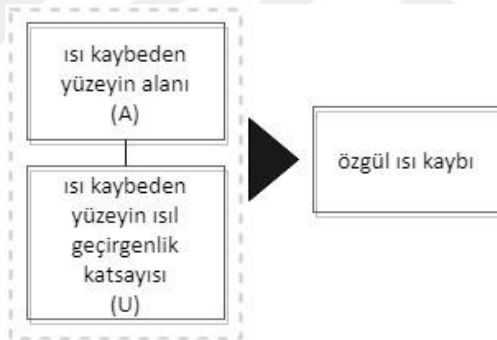 ısı kaybeden
yüzeyin alanı
(A)
ısı kaybeden
yüzeyin ısıl
geçirgenlik
katsayısı
(U)
özgül ısı kaybı